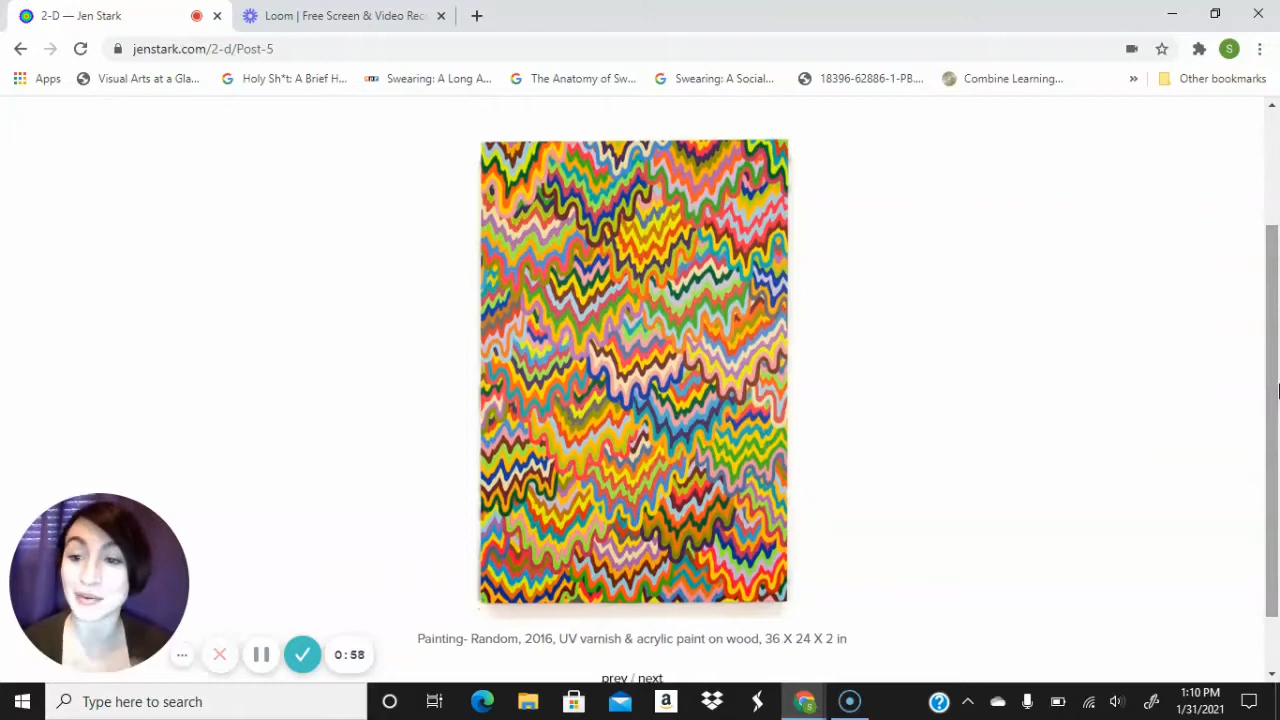 2-D — Jen Stark
Loom | Free Screen & Video Rec
jenstark.com/2-d/Post-5
S
Apps
Visual Arts at a Gla...
Holy Sh*t: A Brief H...
Swearing: A Long A...
The Anatomy of Sw...
Swearing: A Social...
18396-62886-1-PB....
Combine Learning...
Other bookmarks
Painting- Random, 2016, UV varnish & acrylic paint on wood, 36 X 24 X 2 in
prev / next
0:58
Type here to search
1:10 PM
1/31/2021